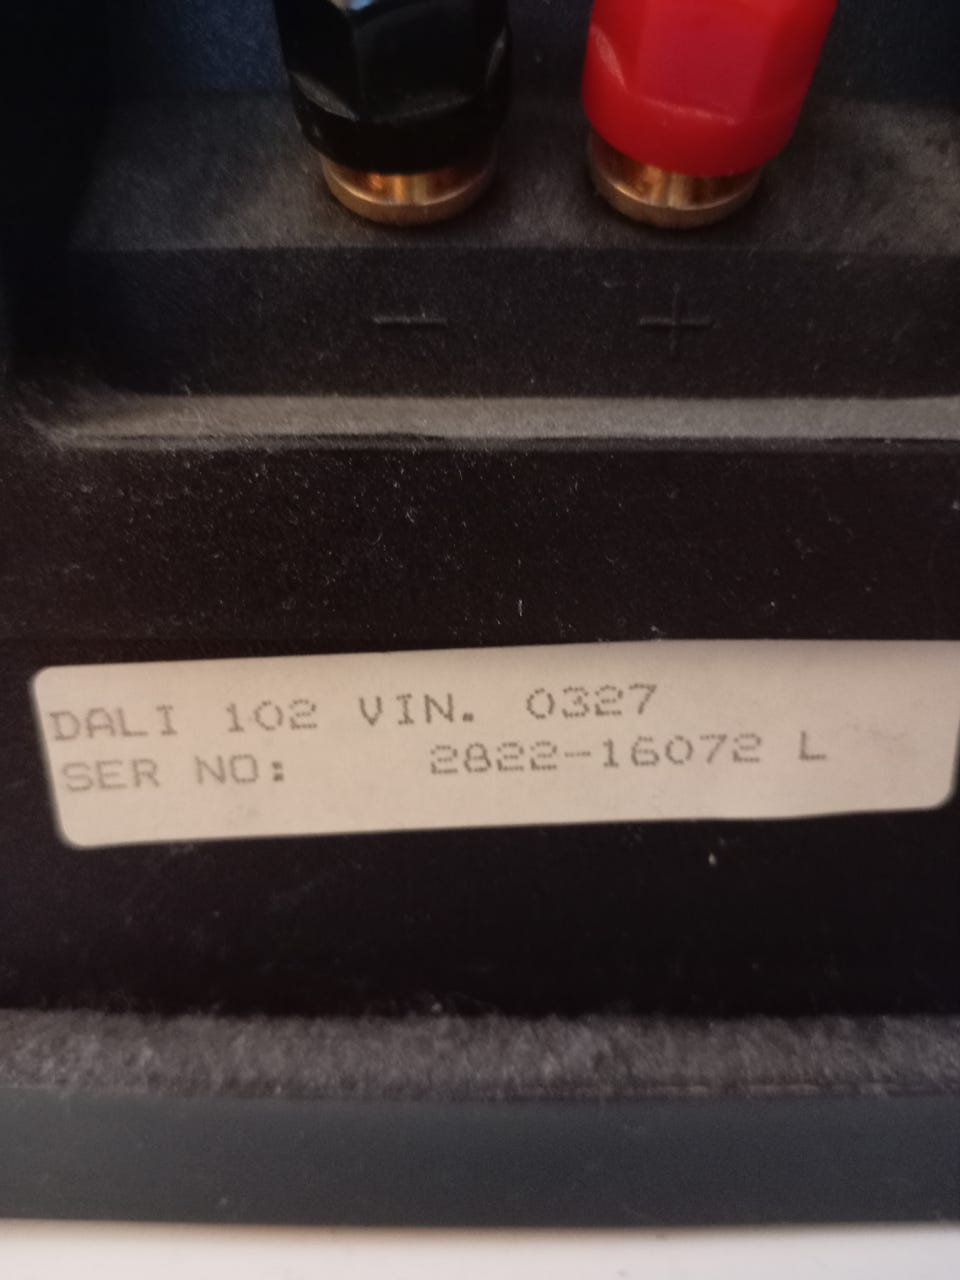 − +
DALI 102 VIN. 0327
SER NO: 2822-16072 L